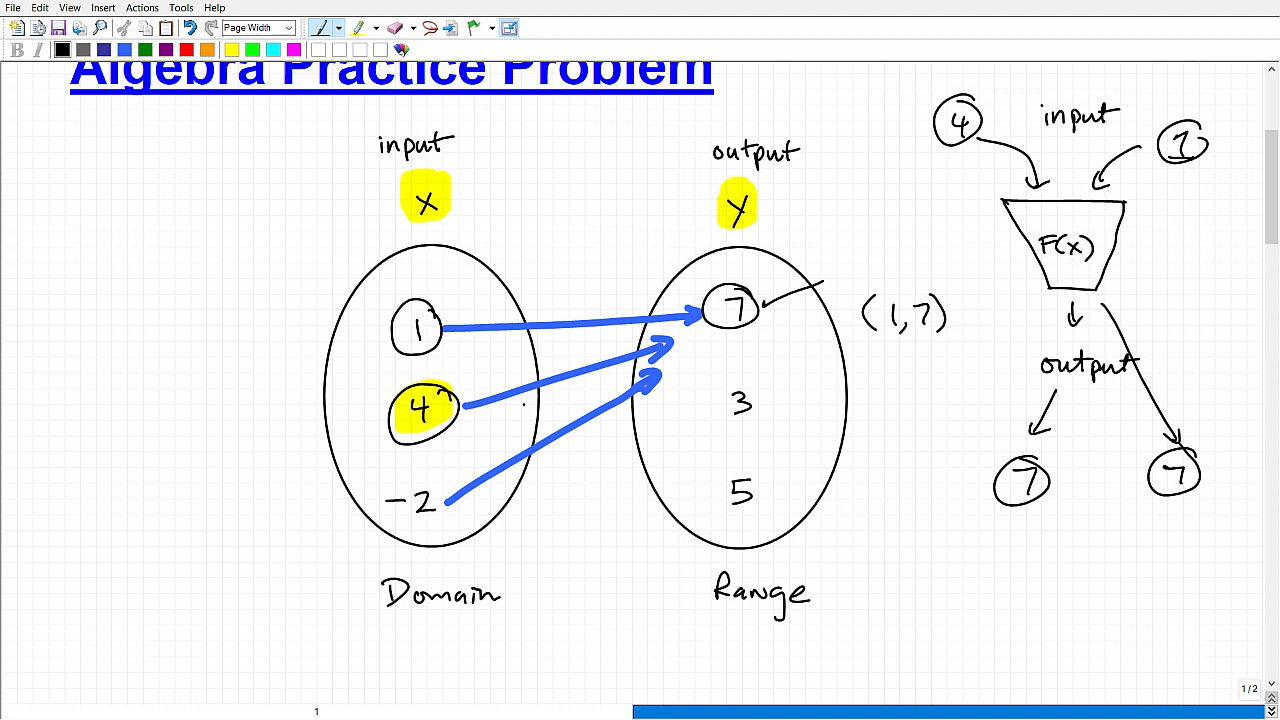 File Edit View Insert Actions Tools Help
Page Width
B I
Algebra Practice Problem
input
x
1
4
-2
Domain
output
y
7
3
5
Range
(1,7)
4 input 1
F(x)
output
7 7
1/2
1